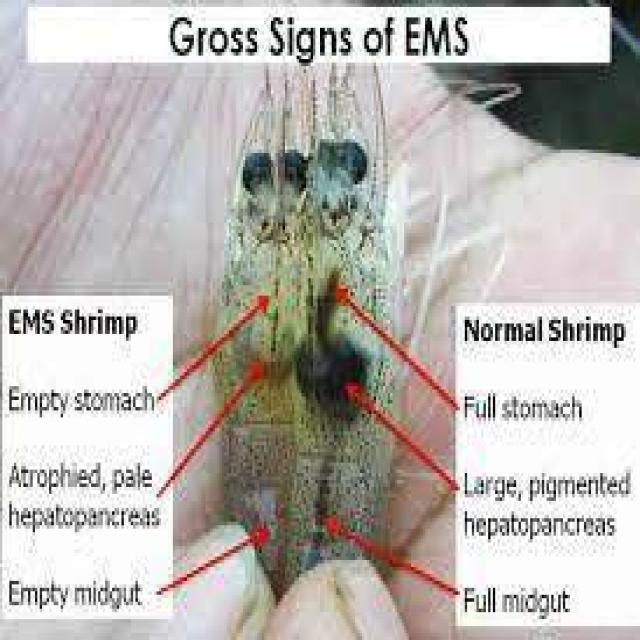 Gross Signs of EMS
EMS Shrimp
Empty stomach
Atrophied, pale
hepatopancreas
Empty midgut
Normal Shrimp
Full stomach
Large, pigmented
hepatopancreas
Full midgut